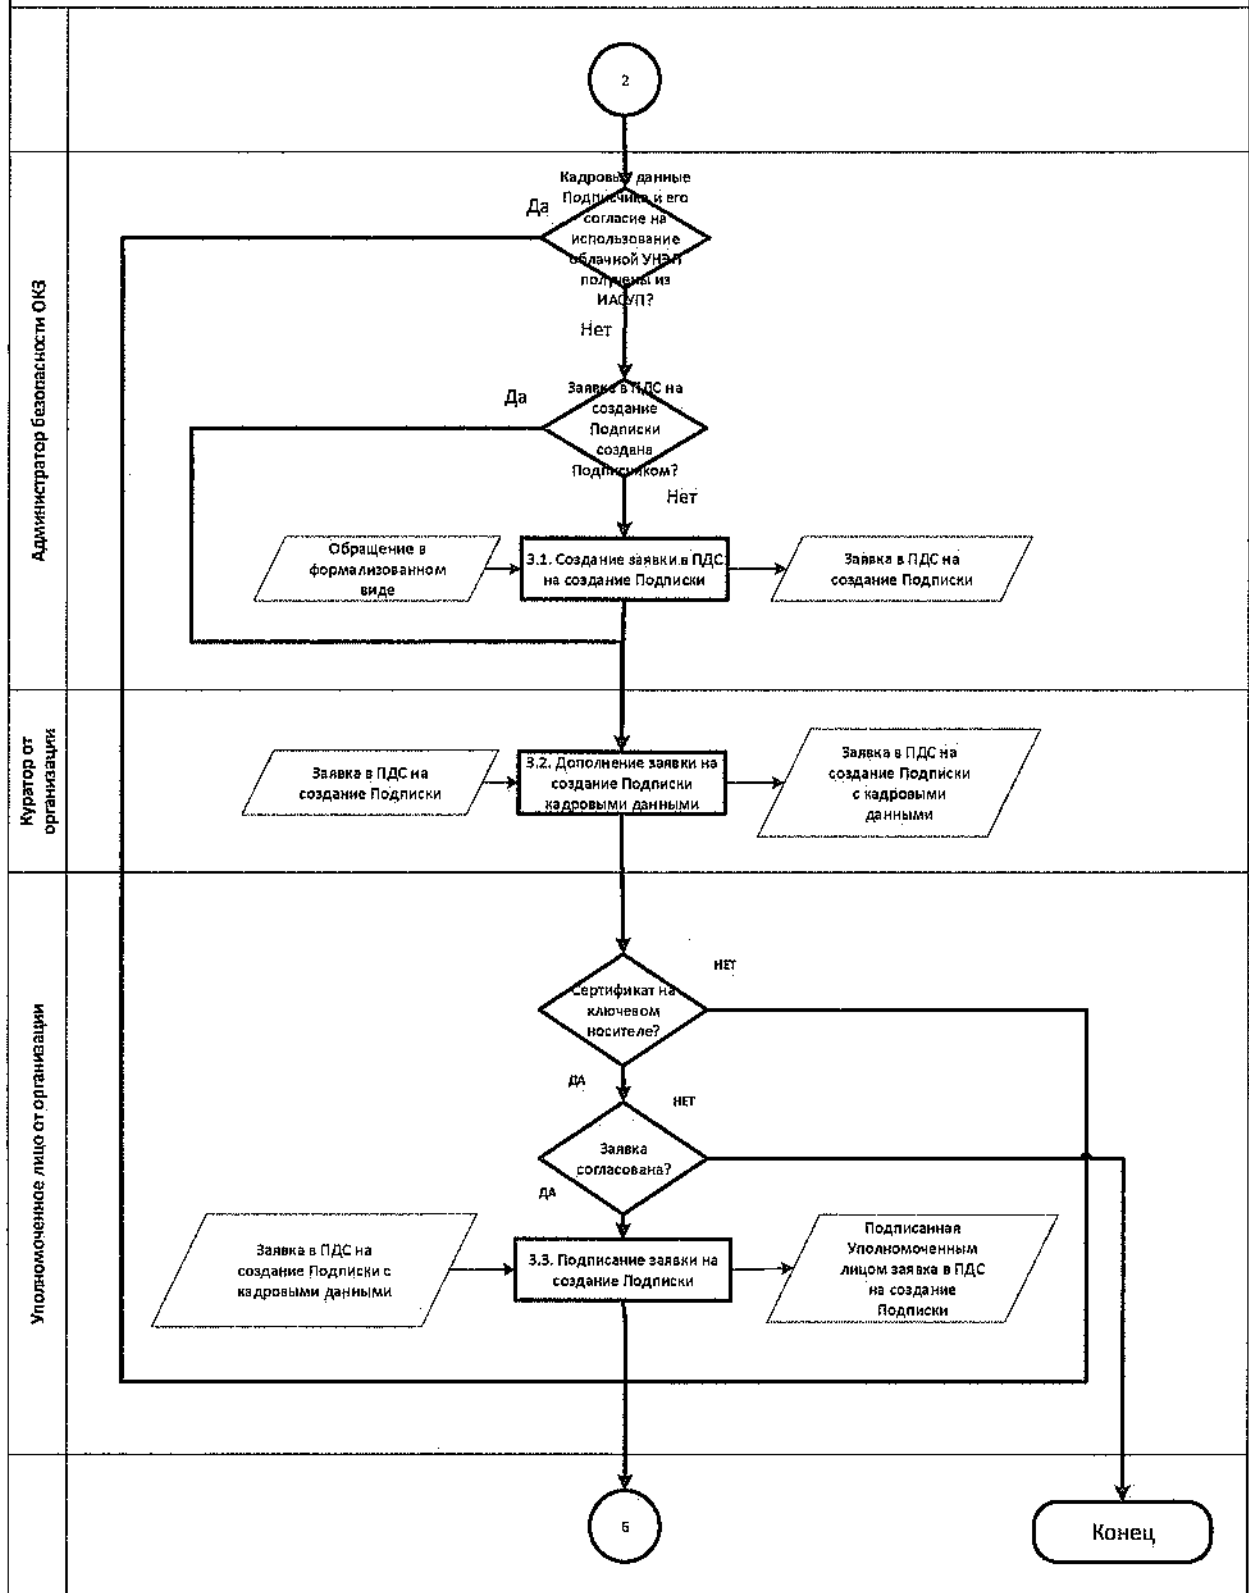 2
Кадровые данные
Подписчика и его
согласие на
использование
облачной УНЭП
получены из
ИАСУП?
Да
Нет
Заявка в ПДС на
создание
Подписки
создана
Подписчиком?
Да
Нет
Администратор безопасности ОКЗ
Обращение в
формализованном
виде
3.1. Создание заявки в ПДС
на создание Подписки
Заявка в ПДС на
создание Подписки
Куратор от
организации
Заявка в ПДС на
создание Подписки
3.2. Дополнение заявки на
создание Подписки
кадровыми данными
Заявка в ПДС на
создание Подписки
с кадровыми
данными
Уполномоченное лицо от организации
Сертификат на
ключевом
носителе?
НЕТ
ДА
Заявка
согласована?
НЕТ
ДА
Заявка в ПДС на
создание Подписки с
кадровыми данными
3.3. Подписание заявки на
создание Подписки
Подписанная
Уполномоченным
лицом заявка в ПДС
на создание
Подписки
6
Конец